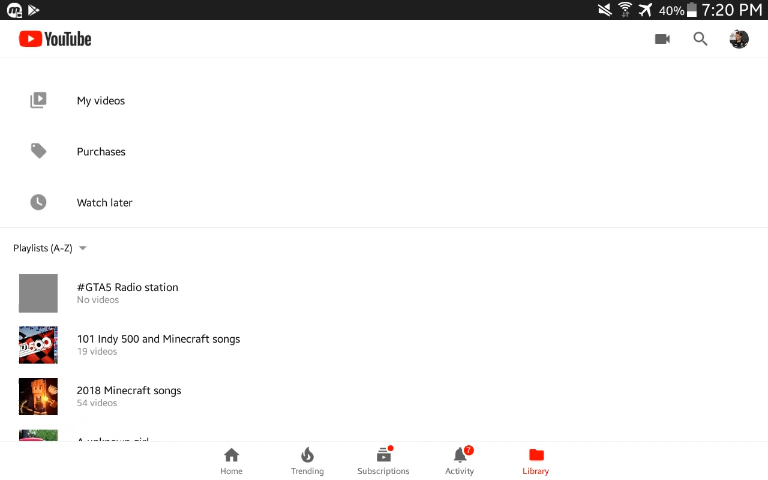 40% 7:20 PM
YouTube
My videos
Purchases
Watch later
Playlists (A-Z)
#GTA5 Radio station
No videos
101 Indy 500 and Minecraft songs
19 videos
2018 Minecraft songs
54 videos
Home
Trending
Subscriptions
7
Activity
Library